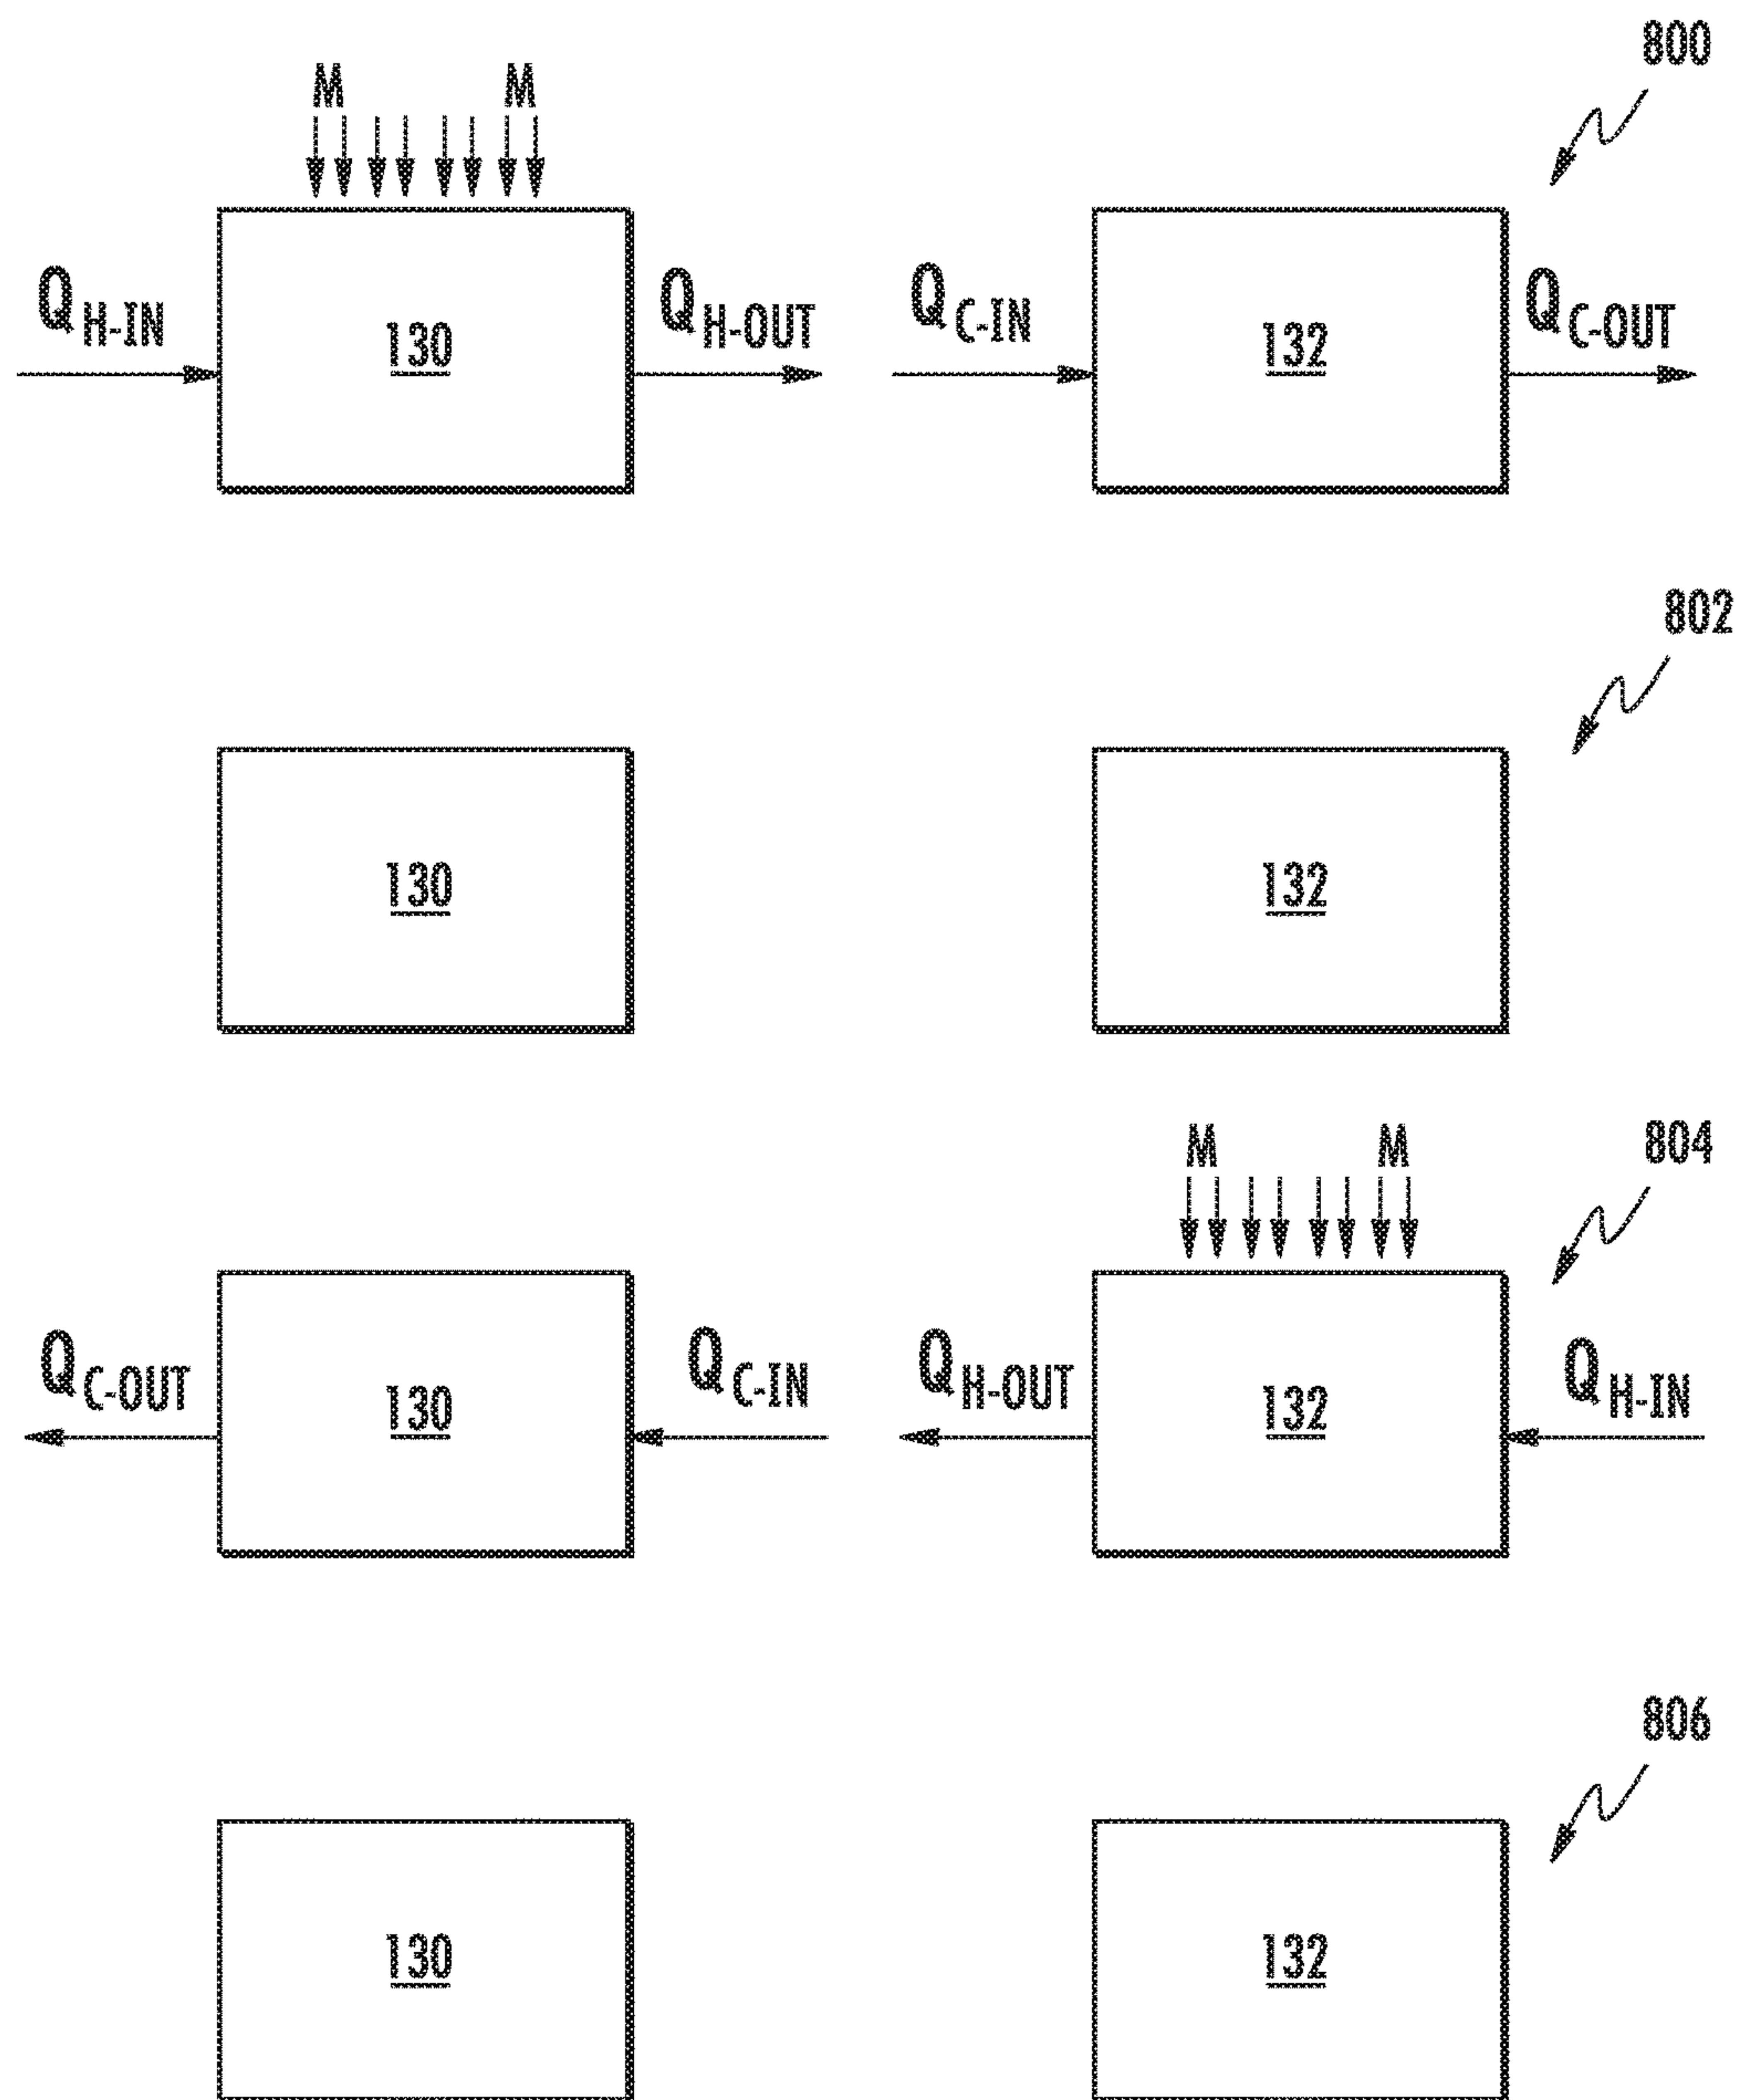 800
M M
Q H-IN 130 Q H-OUT Q C-IN 132 Q C-OUT
802
130 132
M M 804
Q C-OUT 130 Q C-IN Q H-OUT 132 Q H-IN
806
130 132